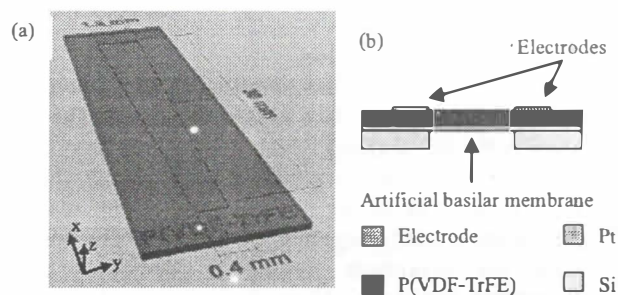 (a)
0.4 mm
P(VDF-TrFE)
(b)
Electrodes
Artificial basilar membrane
Electrode
Pt
P(VDF-TrFE)
Si